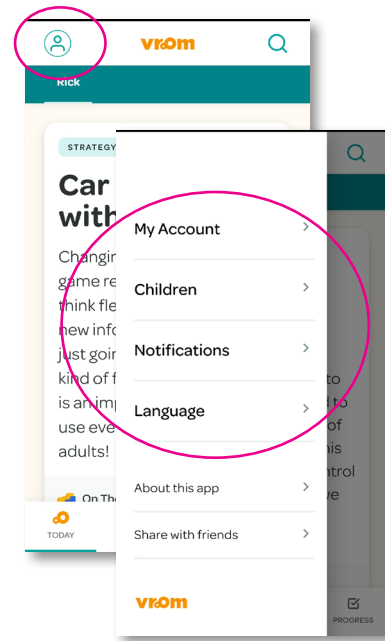 vroom
Rick
STRATEGY
Car
with
Changin
game re
think fle
new info
just goin
kind of f
is an imp
use eve
adults!
On The
TODAY
My Account
Children
Notifications
Language
About this app
Share with friends
vroom
to
d to
of
his
ntrol
ve
PROGRESS